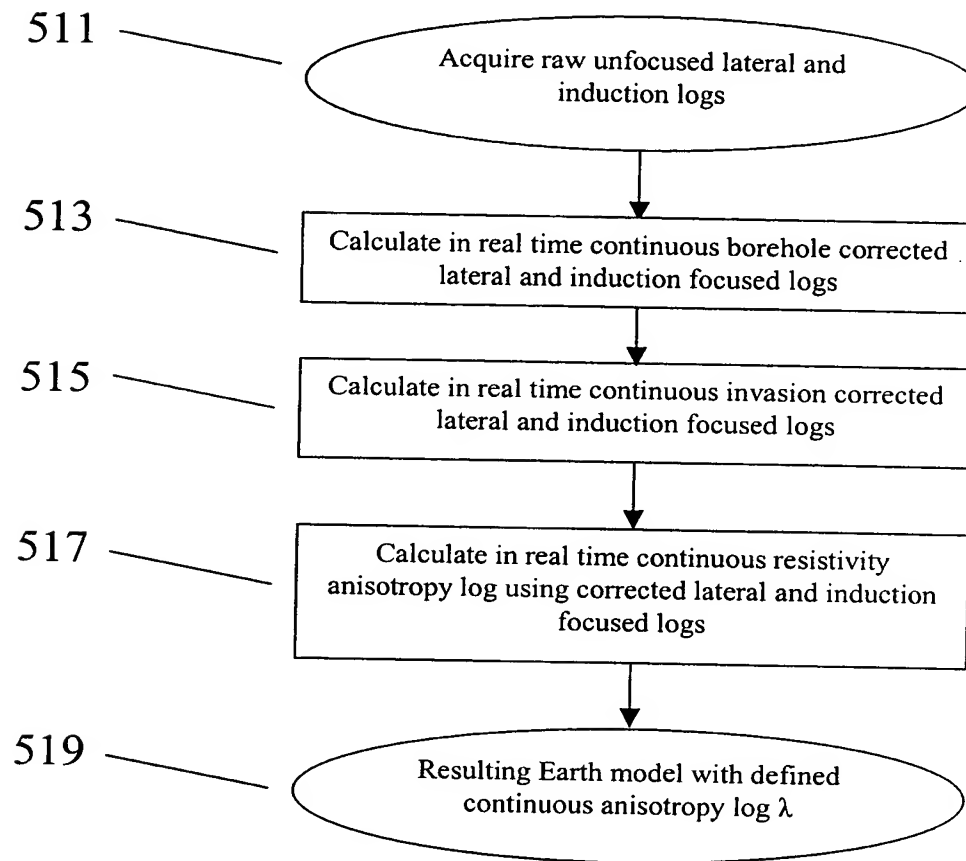 511
Acquire raw unfocused lateral and
induction logs
513
Calculate in real time continuous borehole corrected
lateral and induction focused logs
515
Calculate in real time continuous invasion corrected
lateral and induction focused logs
517
Calculate in real time continuous resistivity
anisotropy log using corrected lateral and induction
focused logs
519
Resulting Earth model with defined
continuous anisotropy log λ